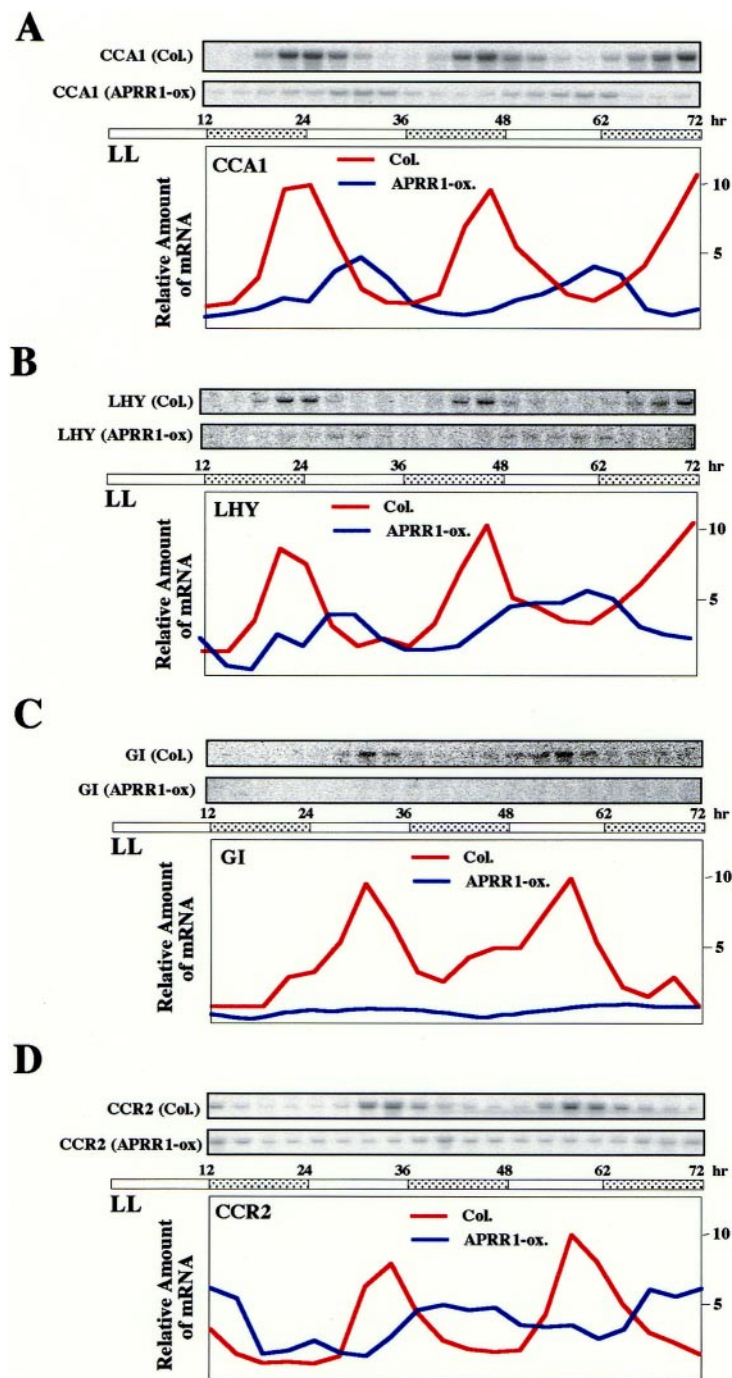 A
CCA1 (Col.)
CCA1 (APRR1-ox)
12 24 36 48 62 72 hr
LL
CCA1
Col.
APRR1-ox.
Relative Amount
of mRNA
10
5
B
LHY (Col.)
LHY (APRR1-ox)
12 24 36 48 62 72 hr
LL
LHY
Col.
APRR1-ox.
Relative Amount
of mRNA
10
5
C
GI (Col.)
GI (APRR1-ox)
12 24 36 48 62 72 hr
LL
GI
Col.
APRR1-ox.
Relative Amount
of mRNA
10
5
D
CCR2 (Col.)
CCR2 (APRR1-ox)
12 24 36 48 62 72 hr
LL
CCR2
Col.
APRR1-ox.
Relative Amount
of mRNA
10
5